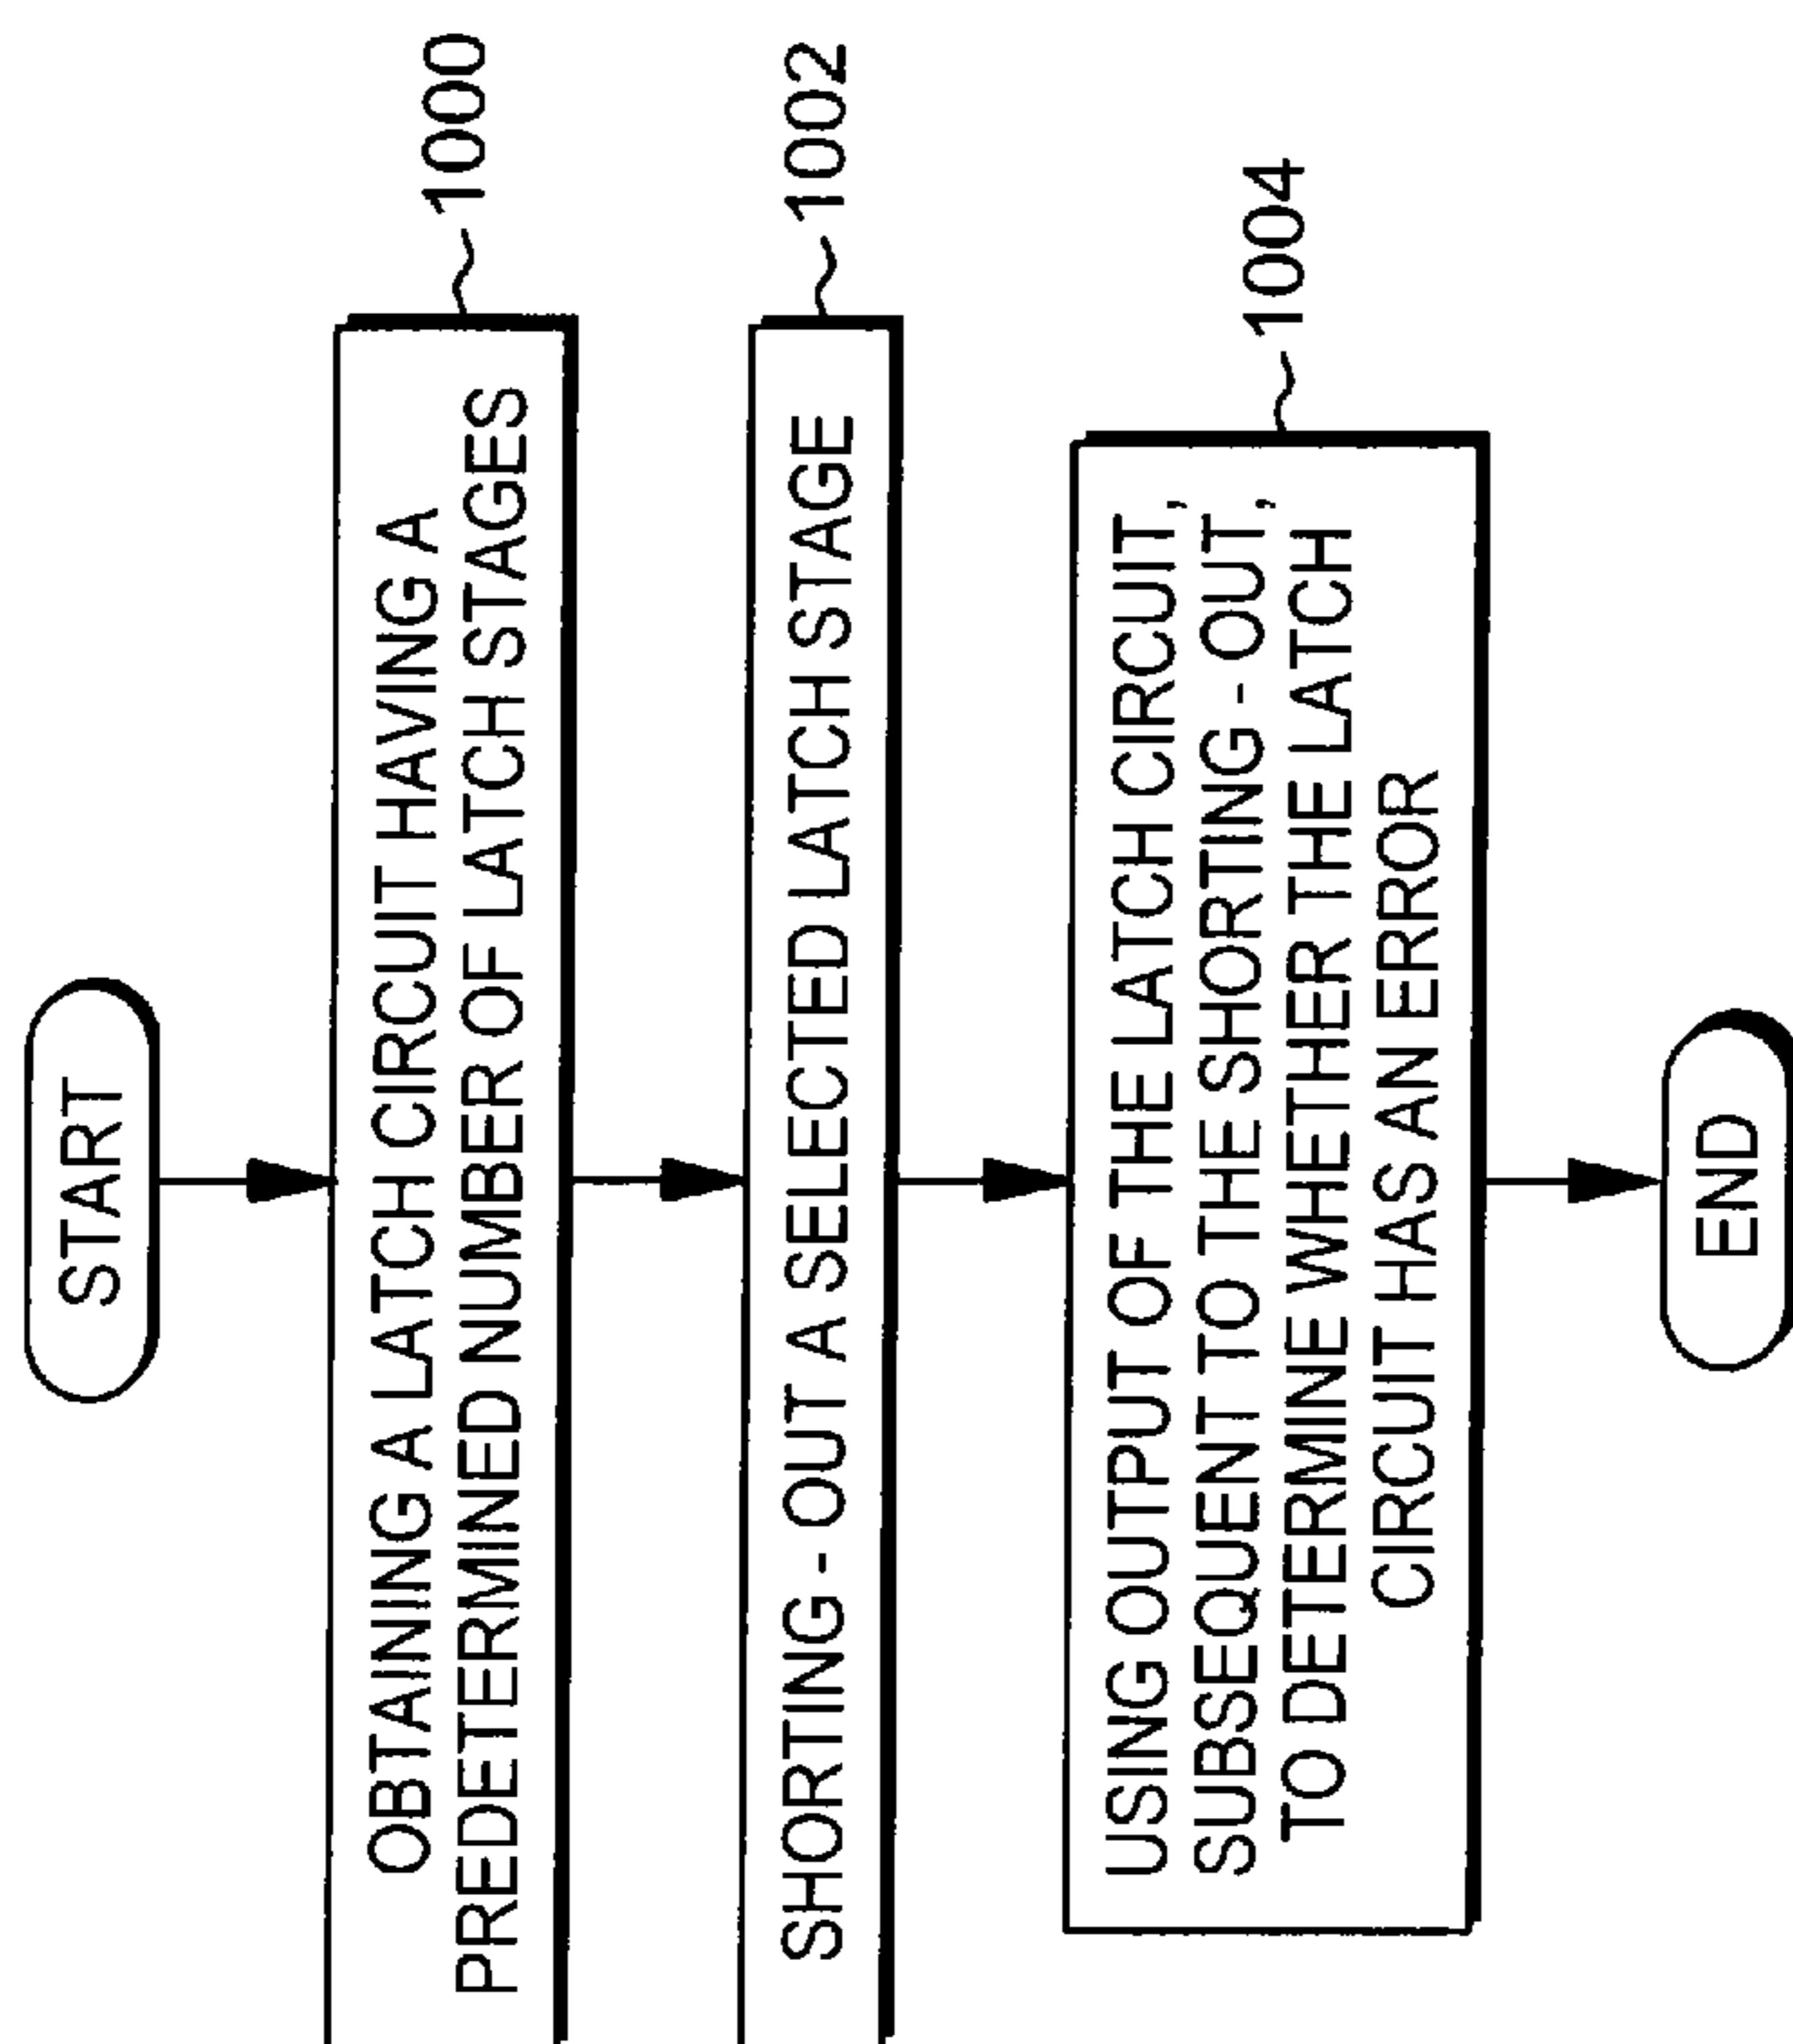 START
OBTAINING A LATCH CIRCUIT HAVING A
PREDETERMINED NUMBER OF LATCH STAGES
1000
SHORTING - OUT A SELECTED LATCH STAGE
1002
USING OUTPUT OF THE LATCH CIRCUIT,
SUBSEQUENT TO THE SHORTING - OUT,
TO DETERMINE WHETHER THE LATCH
CIRCUIT HAS AN ERROR
1004
END